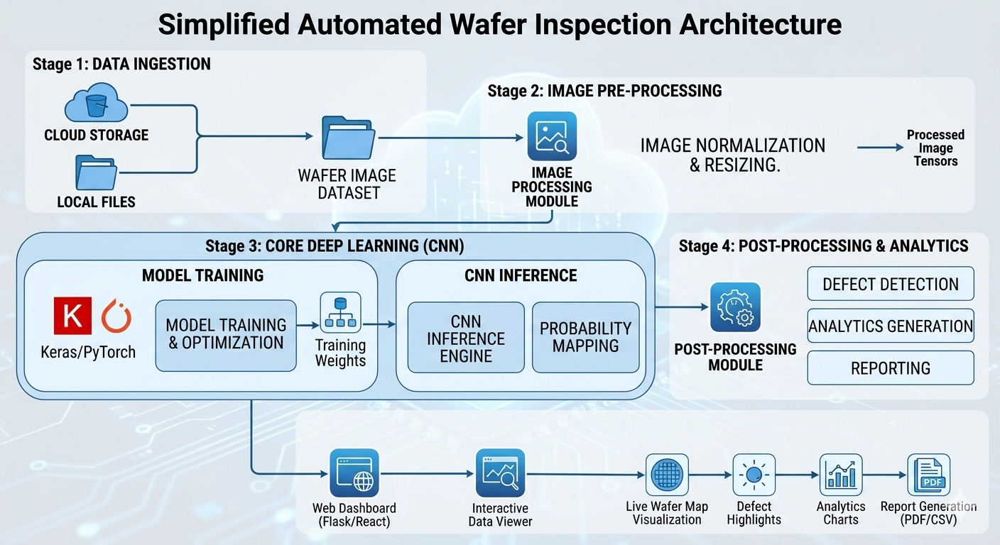 Simplified Automated Wafer Inspection Architecture
Stage 1: DATA INGESTION
CLOUD STORAGE
LOCAL FILES
WAFER IMAGE
DATASET
Stage 2: IMAGE PRE-PROCESSING
IMAGE
PROCESSING
MODULE
IMAGE NORMALIZATION
& RESIZING.
Processed
Image
Tensors
Stage 3: CORE DEEP LEARNING (CNN)
MODEL TRAINING
K
Keras/PyTorch
MODEL TRAINING
& OPTIMIZATION
Training
Weights
CNN INFERENCE
CNN
INFERENCE
ENGINE
PROBABILITY
MAPPING
Stage 4: POST-PROCESSING & ANALYTICS
POST-PROCESSING
MODULE
DEFECT DETECTION
ANALYTICS GENERATION
REPORTING
Web Dashboard
(Flask/React)
Interactive
Data Viewer
Live Wafer Map
Visualization
Defect
Highlights
Analytics
Charts
PDF
Report Generation
(PDF/CSV)